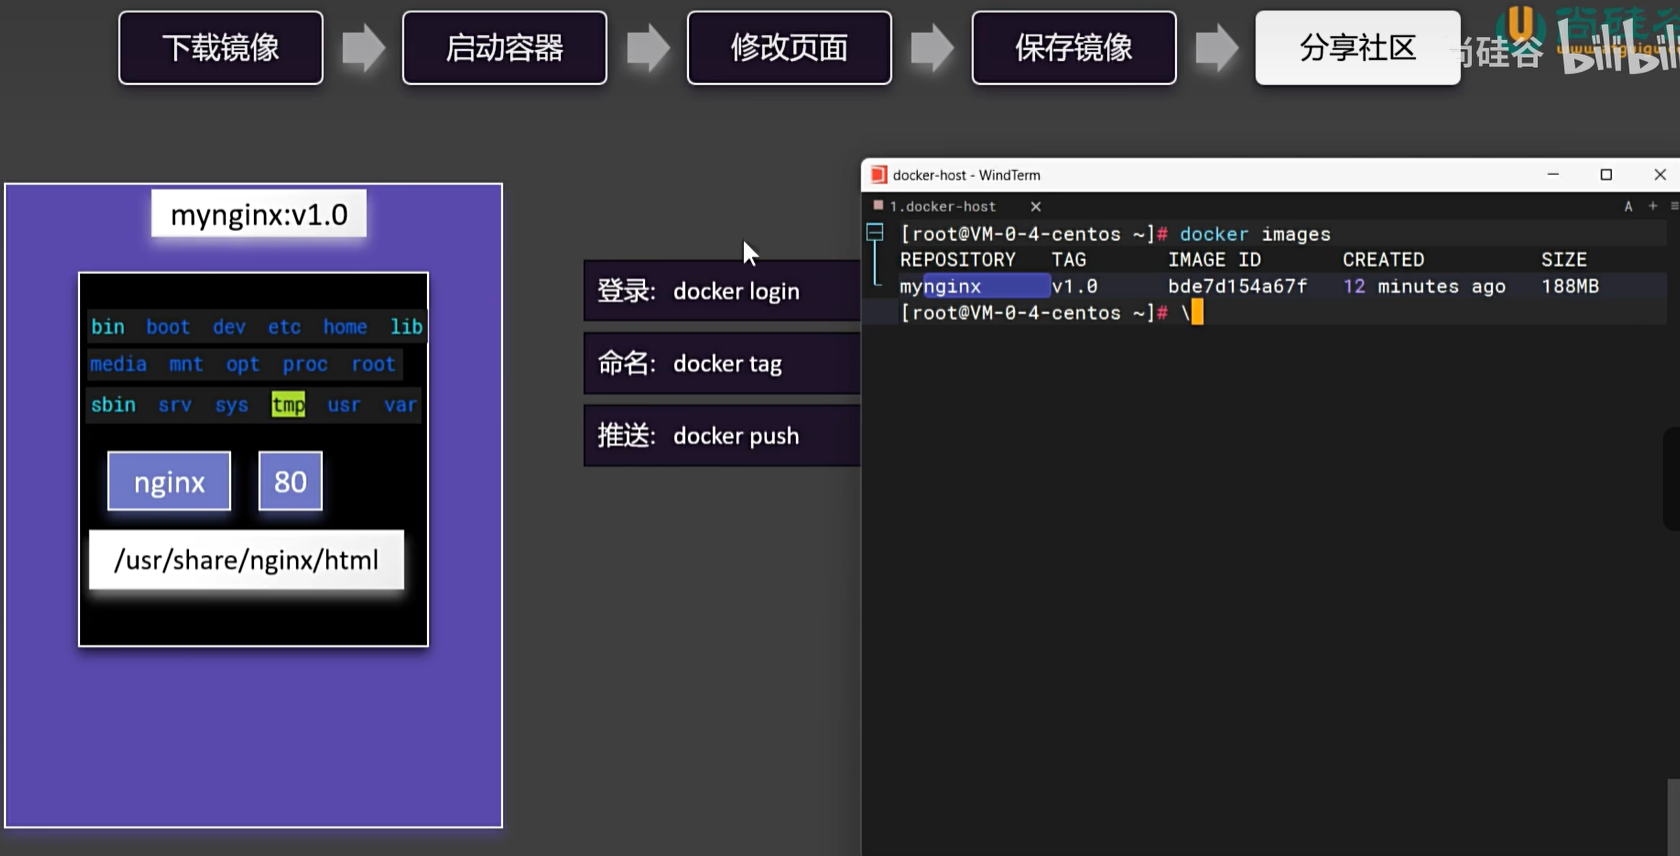 下载镜像 启动容器 修改页面 保存镜像 分享社区
尚硅谷
bilibili
mynginx:v1.0
bin boot dev etc home lib
media mnt opt proc root
sbin srv sys tmp usr var
nginx 80
/usr/share/nginx/html
登录: docker login
命名: docker tag
推送: docker push
docker-host - WindTerm
1.docker-host
[root@VM-0-4-centos ~]# docker images
REPOSITORY TAG IMAGE ID CREATED SIZE
mynginx v1.0 bde7d154a67f 12 minutes ago 188MB
[root@VM-0-4-centos ~]# \